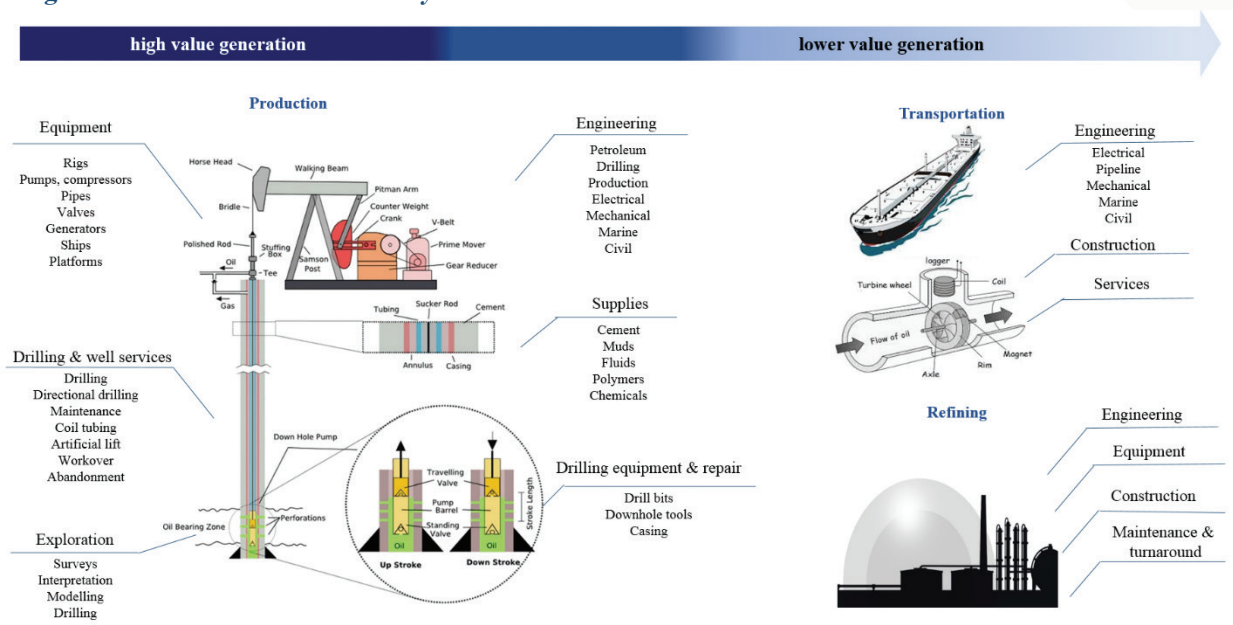 high value generation
lower value generation
Production
Equipment
Rigs
Pumps, compressors
Pipes
Valves
Generators
Ships
Platforms
Horse Head
Walking Beam
Pitman Arm
Bridle
Counter Weight
Crank
V-Belt
Polished Rod
Stuffing
Box
Prime Mover
Samson
Post
Gear Reducer
Oil
Tee
Gas
Sucker Rod
Tubing
Cement
Annulus
Casing
Engineering
Petroleum
Drilling
Production
Electrical
Mechanical
Marine
Civil
Supplies
Cement
Muds
Fluids
Polymers
Chemicals
Drilling & well services
Drilling
Directional drilling
Maintenance
Coil tubing
Artificial lift
Workover
Abandonment
Down Hole Pump
Oil Bearing Zone
Perforations
Travelling
Valve
Pump
Barrel
Standing
Valve
Stroke Length
Oil
Oil
Up Stroke
Down Stroke
Drilling equipment & repair
Drill bits
Downhole tools
Casing
Exploration
Surveys
Interpretation
Modelling
Drilling
Transportation
Engineering
Electrical
Pipeline
Mechanical
Marine
Civil
Construction
Services
logger
Turbine wheel
Coil
Flow of oil
Magnet
Rim
Axle
Refining
Engineering
Equipment
Construction
Maintenance &
turnaround